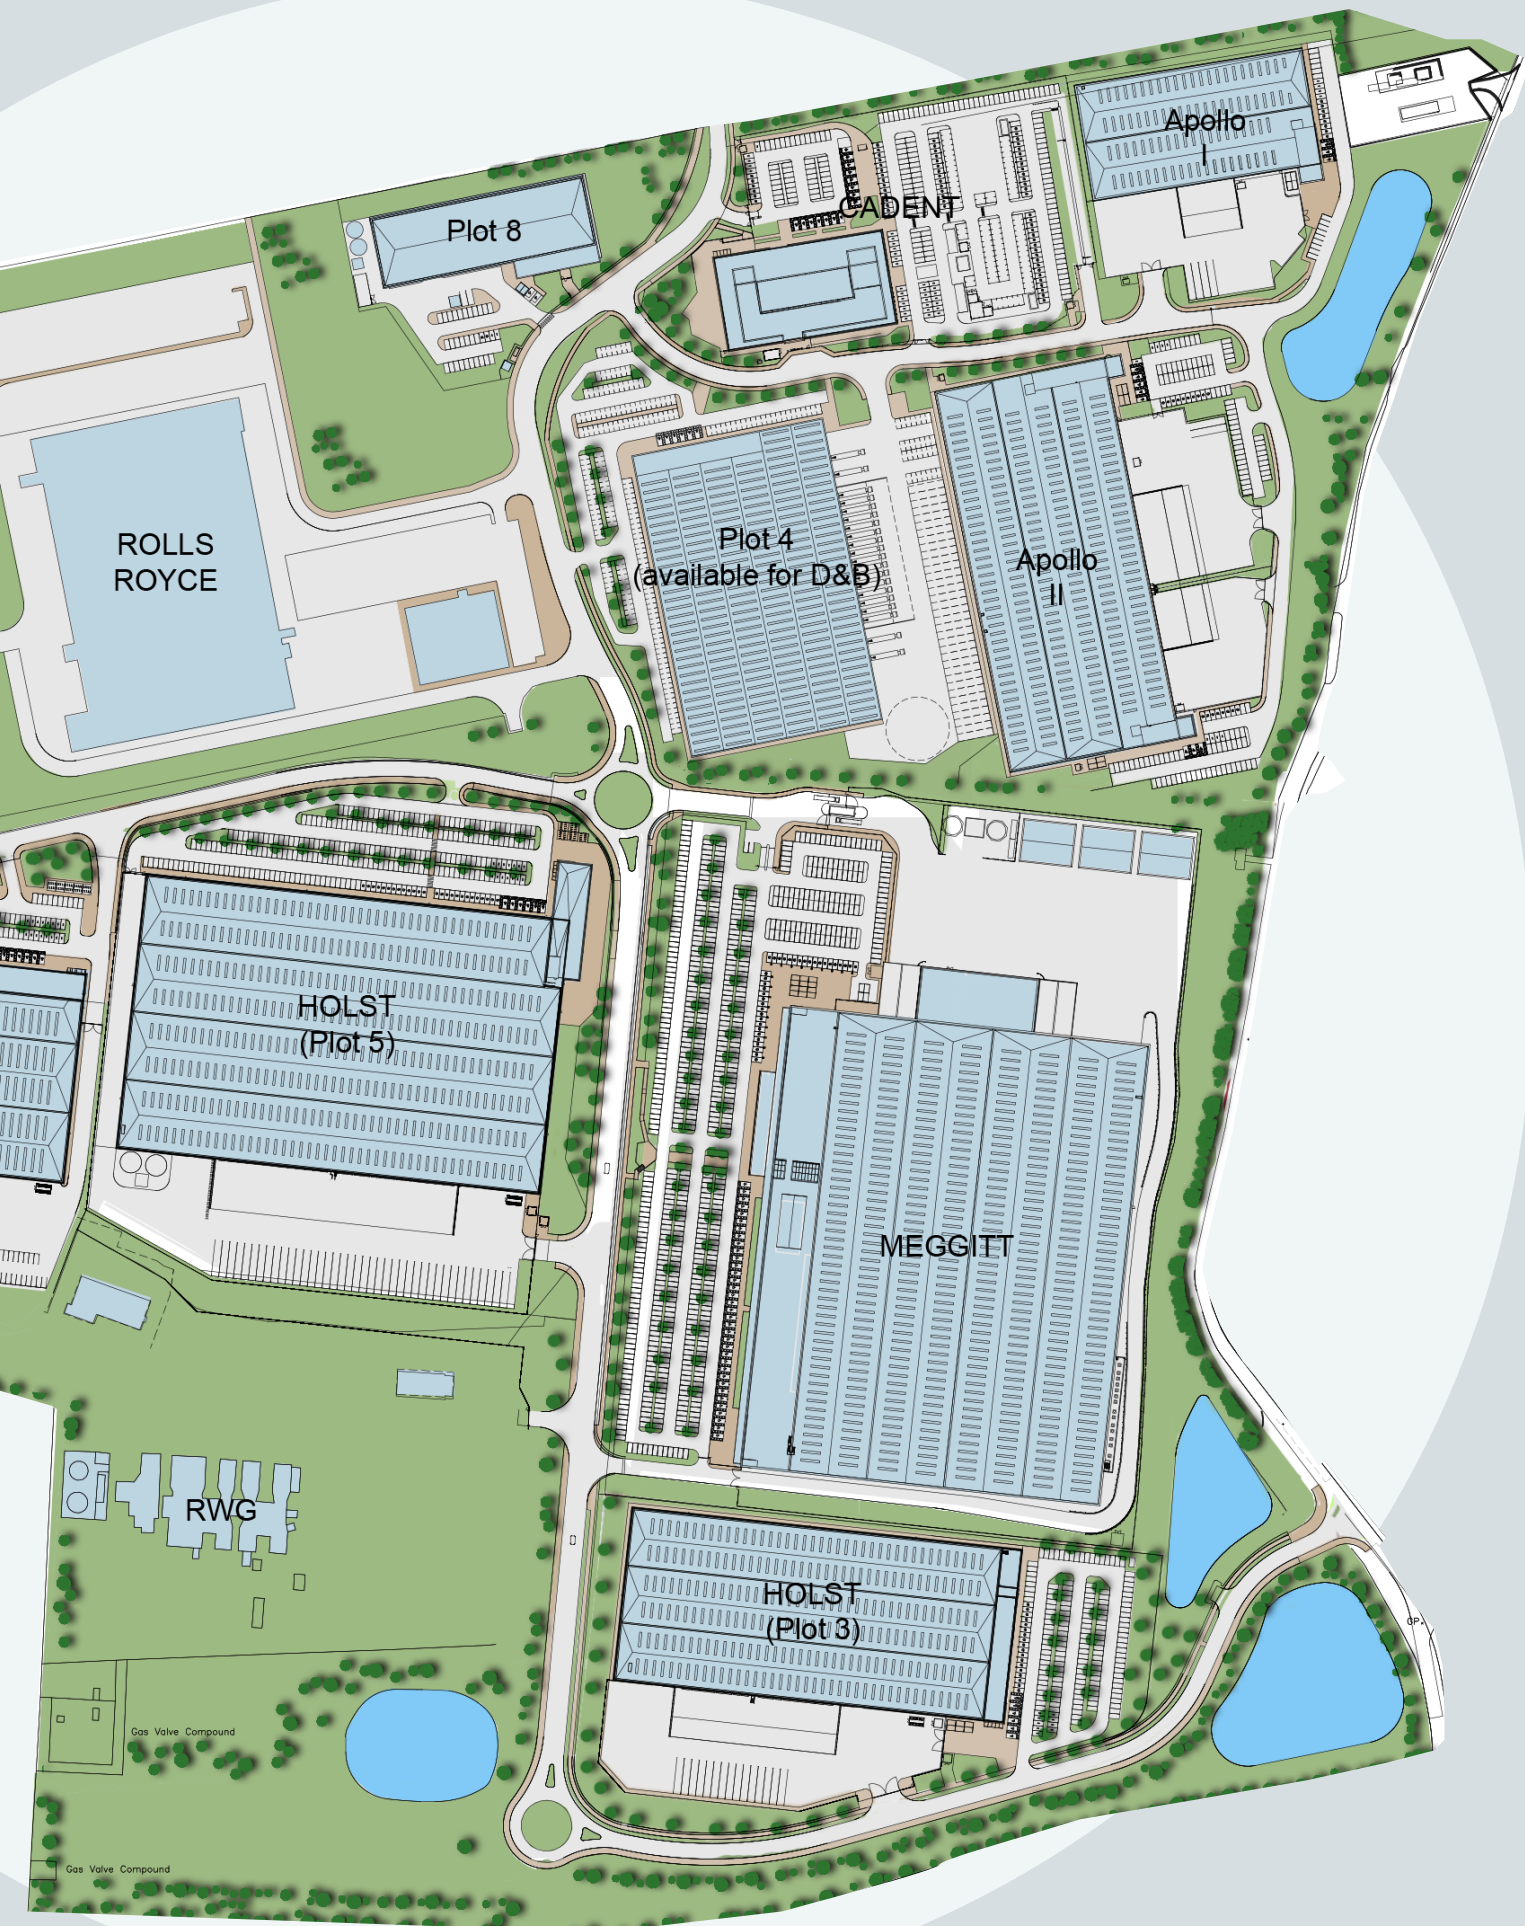 Apollo
I
CADENT
Plot 8
ROLLS
ROYCE
Plot 4
(available for D&B)
Apollo
II
HOLST
(Plot 5)
MEGGITT
RWG
HOLST
(Plot 3)
GP
Gas Valve Compound
Gas Valve Compound